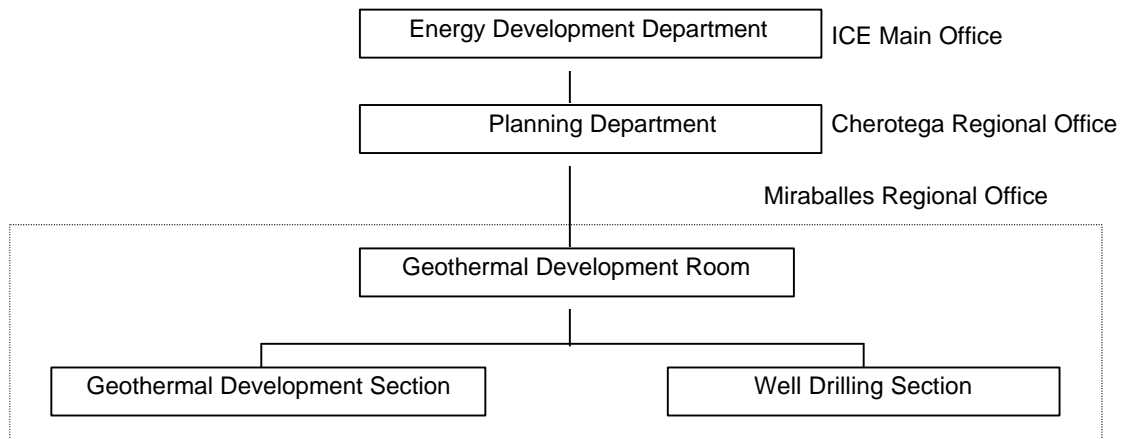 Energy Development Department
ICE Main Office
Planning Department
Cherotega Regional Office
Miraballes Regional Office
Geothermal Development Room
Geothermal Development Section
Well Drilling Section